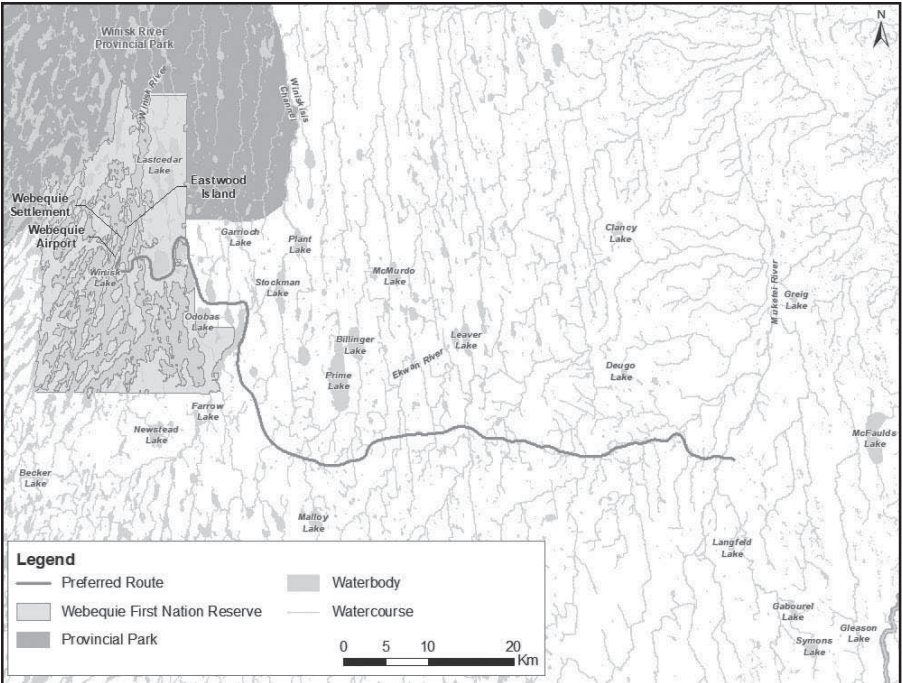 Winisk River
Provincial Park
N
Winisk River
Winiskisis
Channel
Lastcedar
Lake
Eastwood
Island
Webequie
Settlement
Webequie
Airport
Winisk
Lake
Garrioch
Lake
Plant
Lake
Clancy
Lake
Stockman
Lake
McMurdo
Lake
Muketei River
Greig
Lake
Odobas
Lake
Billinger
Lake
Leaver
Lake
Ekwan River
Prime
Lake
Deugo
Lake
Farrow
Lake
Newstead
Lake
McFaulds
Lake
Becker
Lake
Malloy
Lake
Langfeld
Lake
Gabourel
Lake
Gleason
Lake
Symons
Lake
Legend
Preferred Route
Waterbody
Webequie First Nation Reserve
Watercourse
Provincial Park
0 5 10 20
Km